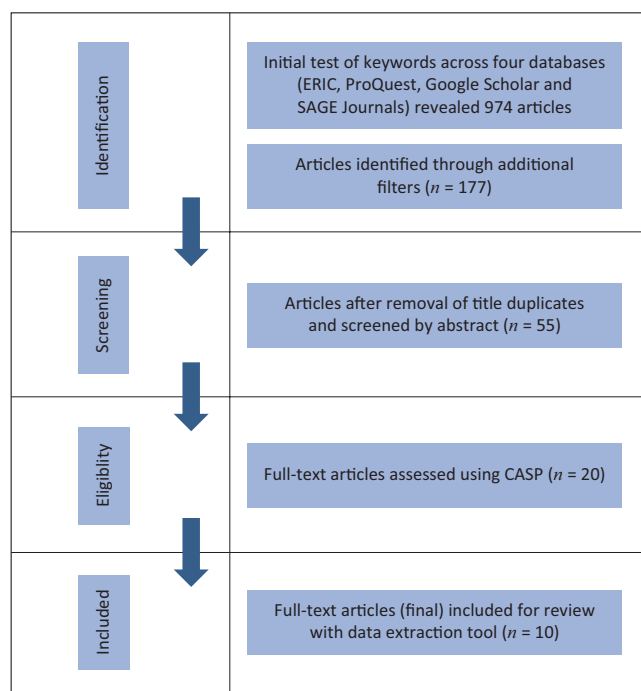 Identification
Initial test of keywords across four databases
(ERIC, ProQuest, Google Scholar and
SAGE Journals) revealed 974 articles
Articles identified through additional
filters (n = 177)
Screening
Articles after removal of title duplicates
and screened by abstract (n = 55)
Eligiblity
Full-text articles assessed using CASP (n = 20)
Included
Full-text articles (final) included for review
with data extraction tool (n = 10)